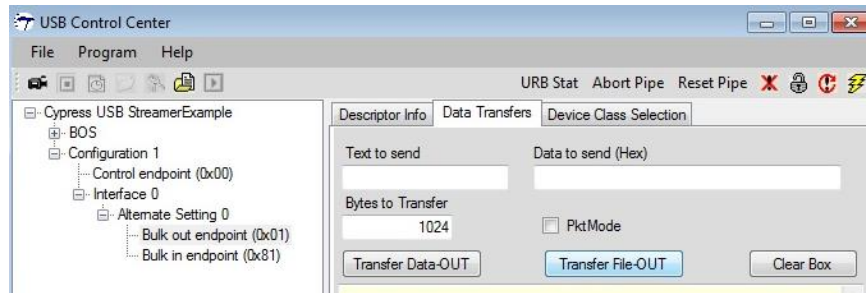 USB Control Center
File Program Help
URB Stat Abort Pipe Reset Pipe
Cypress USB StreamerExample
BOS
Configuration 1
Control endpoint (0x00)
Interface 0
Alternate Setting 0
Bulk out endpoint (0x01)
Bulk in endpoint (0x81)
Descriptor Info Data Transfers Device Class Selection
Text to send Data to send (Hex)
Bytes to Transfer
1024 PktMode
Transfer Data-OUT Transfer File-OUT Clear Box